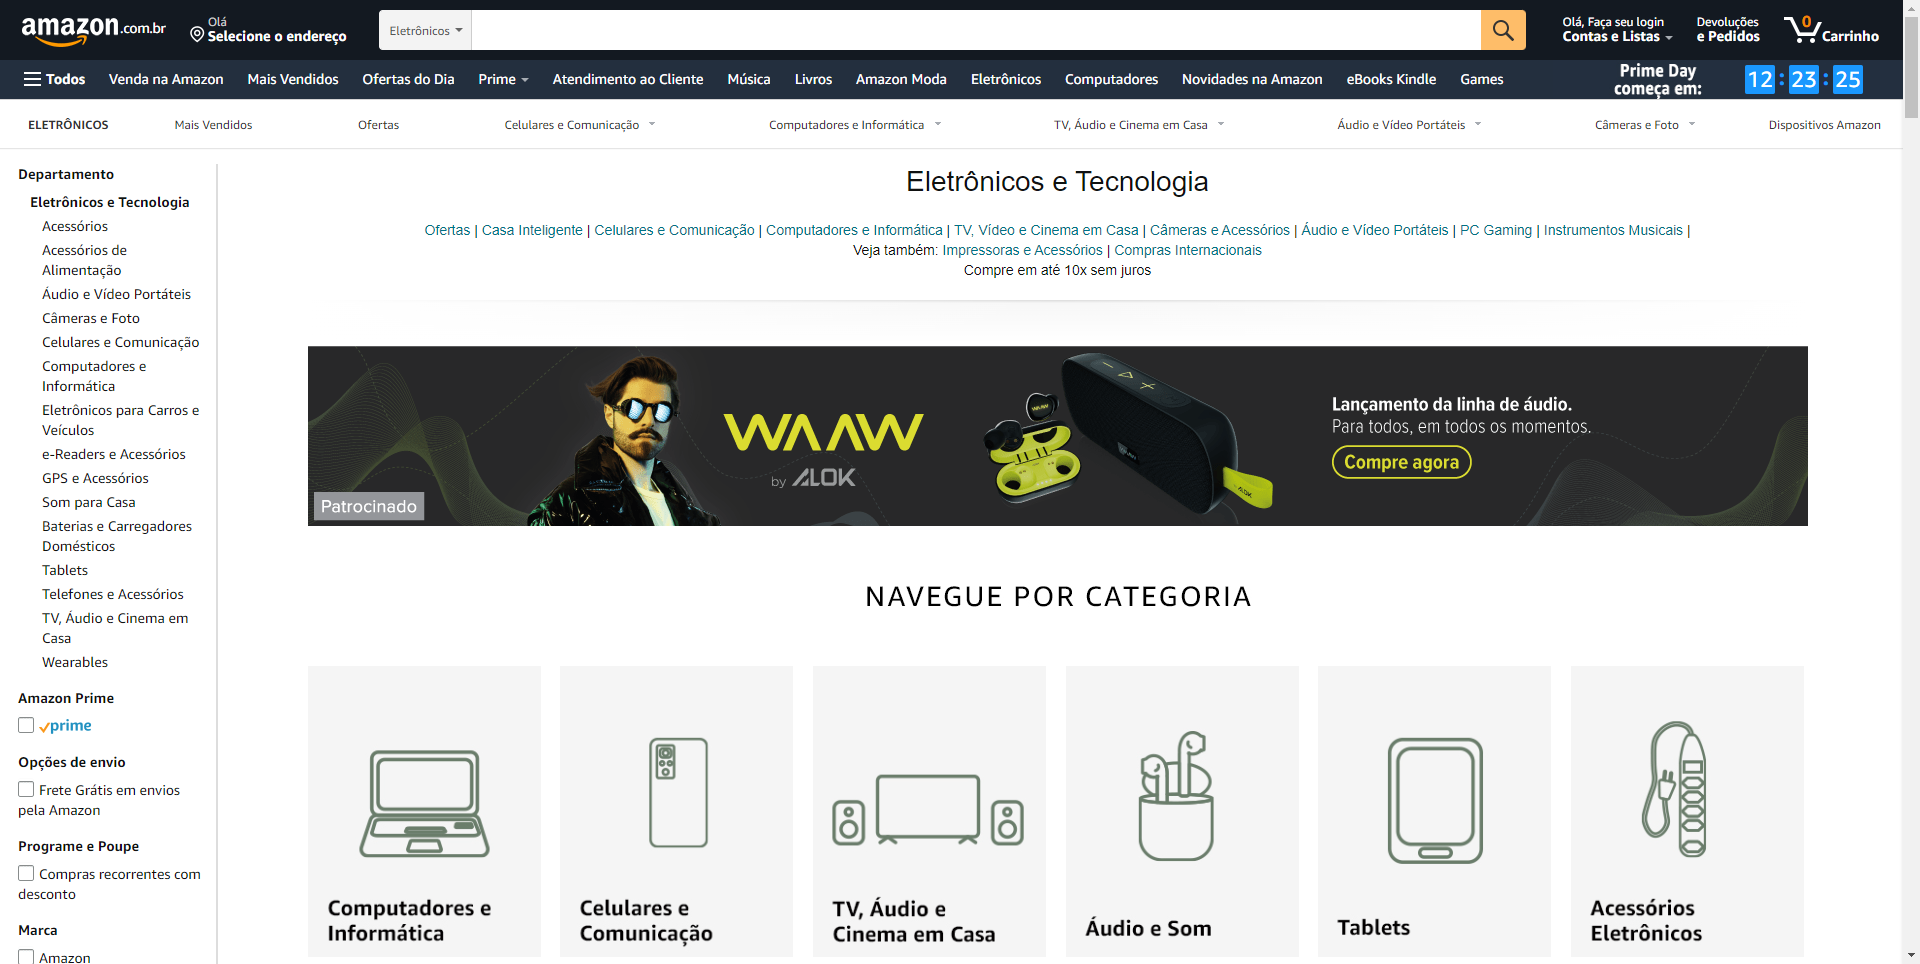 amazon.com.br
Olá
Selecione o endereço
Eletrônicos
Olá, Faça seu login
Contas e Listas
Devoluções
e Pedidos
0
Carrinho
Todos
Venda na Amazon
Mais Vendidos
Ofertas do Dia
Prime
Atendimento ao Cliente
Música
Livros
Amazon Moda
Eletrônicos
Computadores
Novidades na Amazon
eBooks Kindle
Games
Prime Day
começa em:
12:23:25
ELETRÔNICOS
Mais Vendidos
Ofertas
Celulares e Comunicação
Computadores e Informática
TV, Áudio e Cinema em Casa
Áudio e Vídeo Portáteis
Câmeras e Foto
Dispositivos Amazon
Departamento
Eletrônicos e Tecnologia
Acessórios
Acessórios de
Alimentação
Áudio e Vídeo Portáteis
Câmeras e Foto
Celulares e Comunicação
Computadores e
Informática
Eletrônicos para Carros e
Veículos
e-Readers e Acessórios
GPS e Acessórios
Som para Casa
Baterias e Carregadores
Domésticos
Tablets
Telefones e Acessórios
TV, Áudio e Cinema em
Casa
Wearables
Amazon Prime
prime
Opções de envio
Frete Grátis em envios
pela Amazon
Programe e Poupe
Compras recorrentes com
desconto
Marca
Amazon
Eletrônicos e Tecnologia
Ofertas | Casa Inteligente | Celulares e Comunicação | Computadores e Informática | TV, Vídeo e Cinema em Casa | Câmeras e Acessórios | Áudio e Vídeo Portáteis | PC Gaming | Instrumentos Musicais |
Veja também: Impressoras e Acessórios | Compras Internacionais
Compre em até 10x sem juros
WAAW
by ALOK
WAAW
by ALOK
Lançamento da linha de áudio.
Para todos, em todos os momentos.
Compre agora
Patrocinado
NAVEGUE POR CATEGORIA
Computadores e
Informática
Celulares e
Comunicação
TV, Áudio e
Cinema em Casa
Áudio e Som
Tablets
Acessórios
Eletrônicos